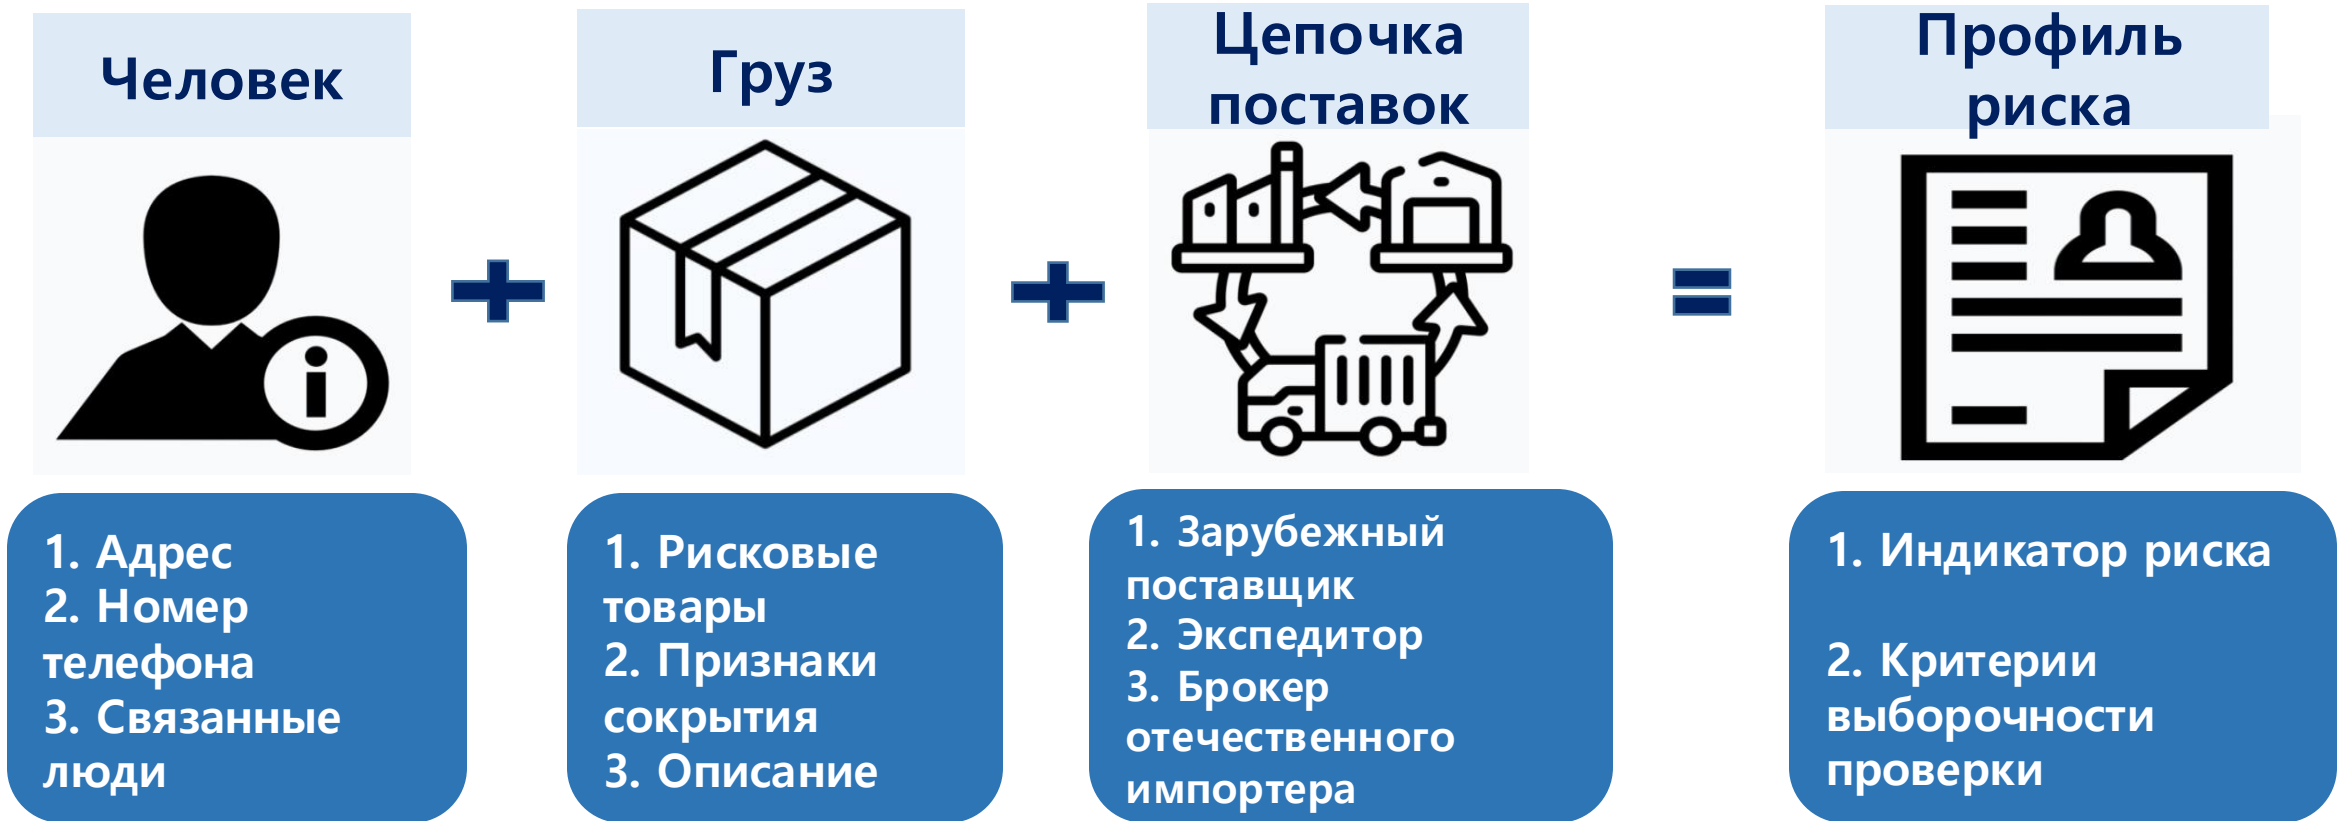 Человек
Груз
Цепочка
поставок
Профиль
риска
1. Адрес
2. Номер
телефона
3. Связанные
люди
1. Рисковые
товары
2. Признаки
сокрытия
3. Описание
1. Зарубежный
поставщик
2. Экспедитор
3. Брокер
отечественного
импортера
1. Индикатор риска
2. Критерии
выборочности
проверки